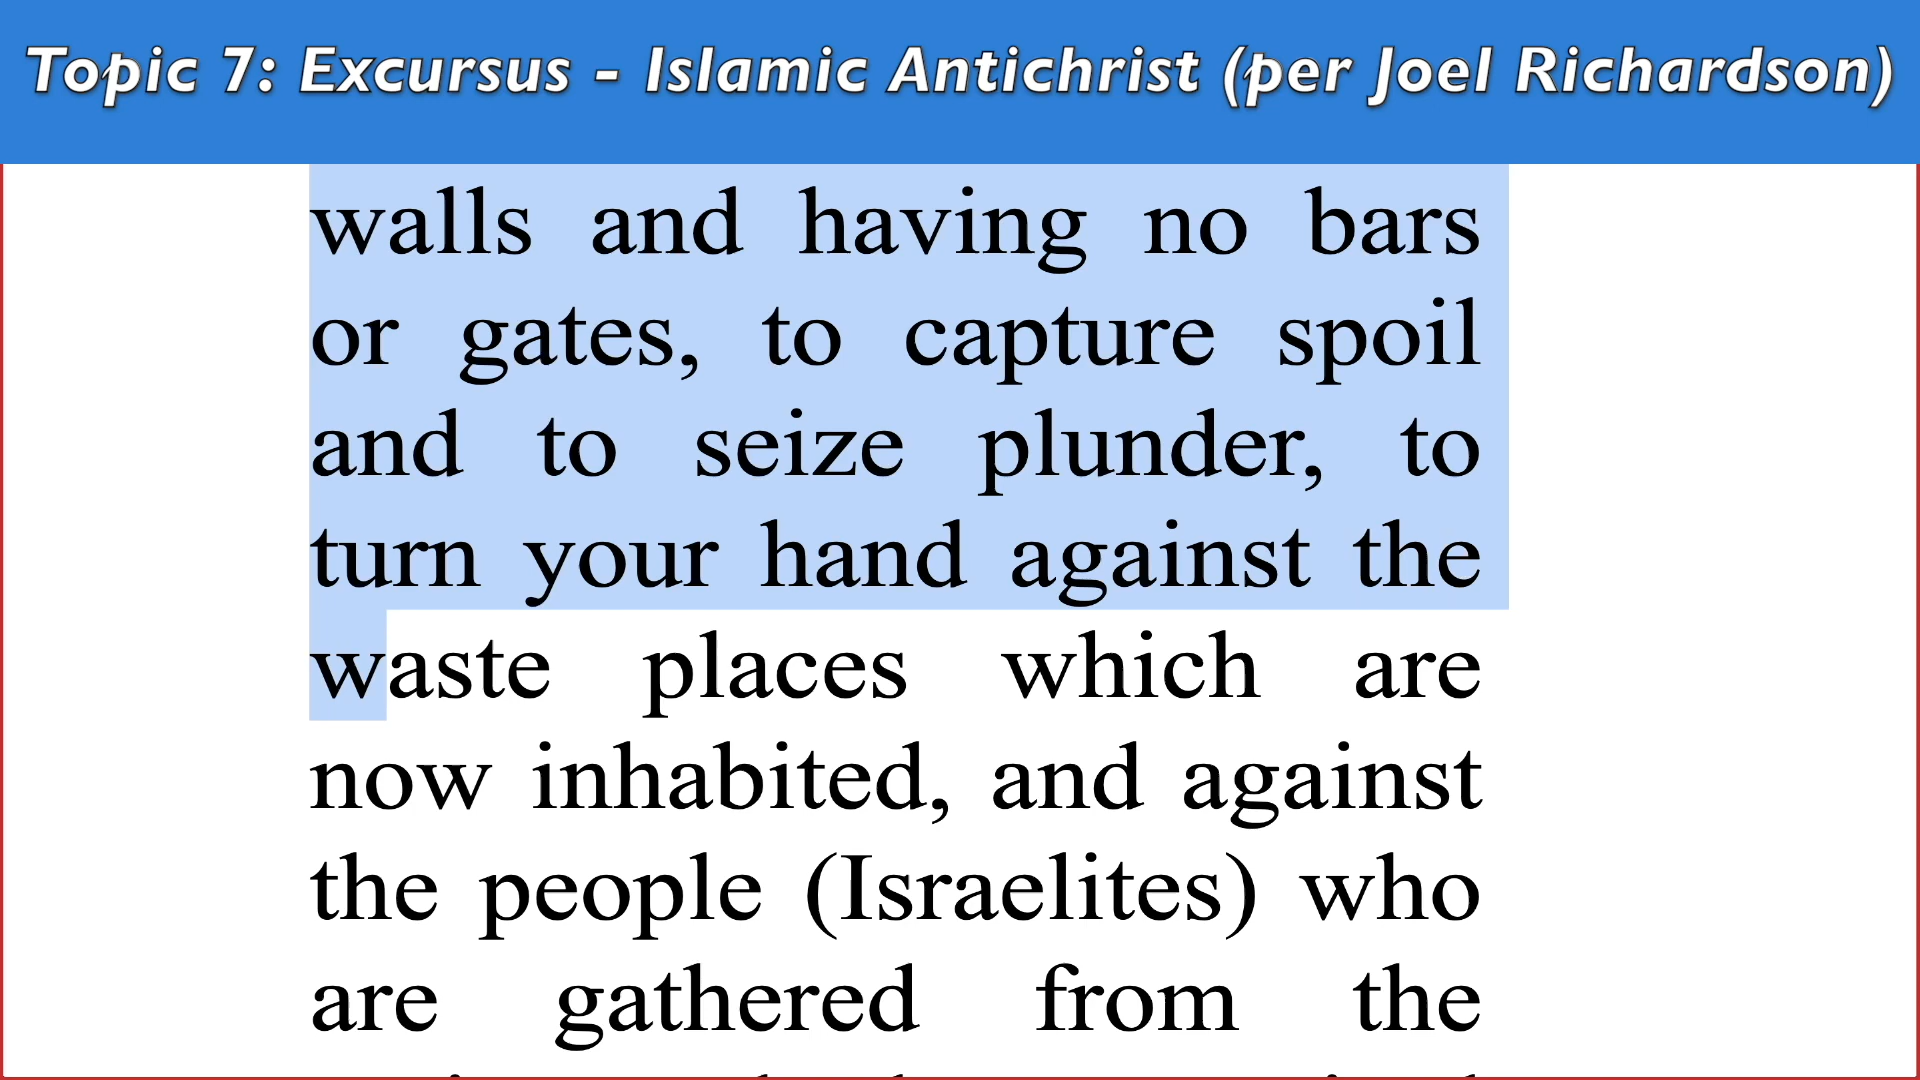 Topic 7: Excursus - Islamic Antichrist (per Joel Richardson)
walls and having no bars
or gates, to capture spoil
and to seize plunder, to
turn your hand against the
waste places which are
now inhabited, and against
the people (Israelites) who
are gathered from the